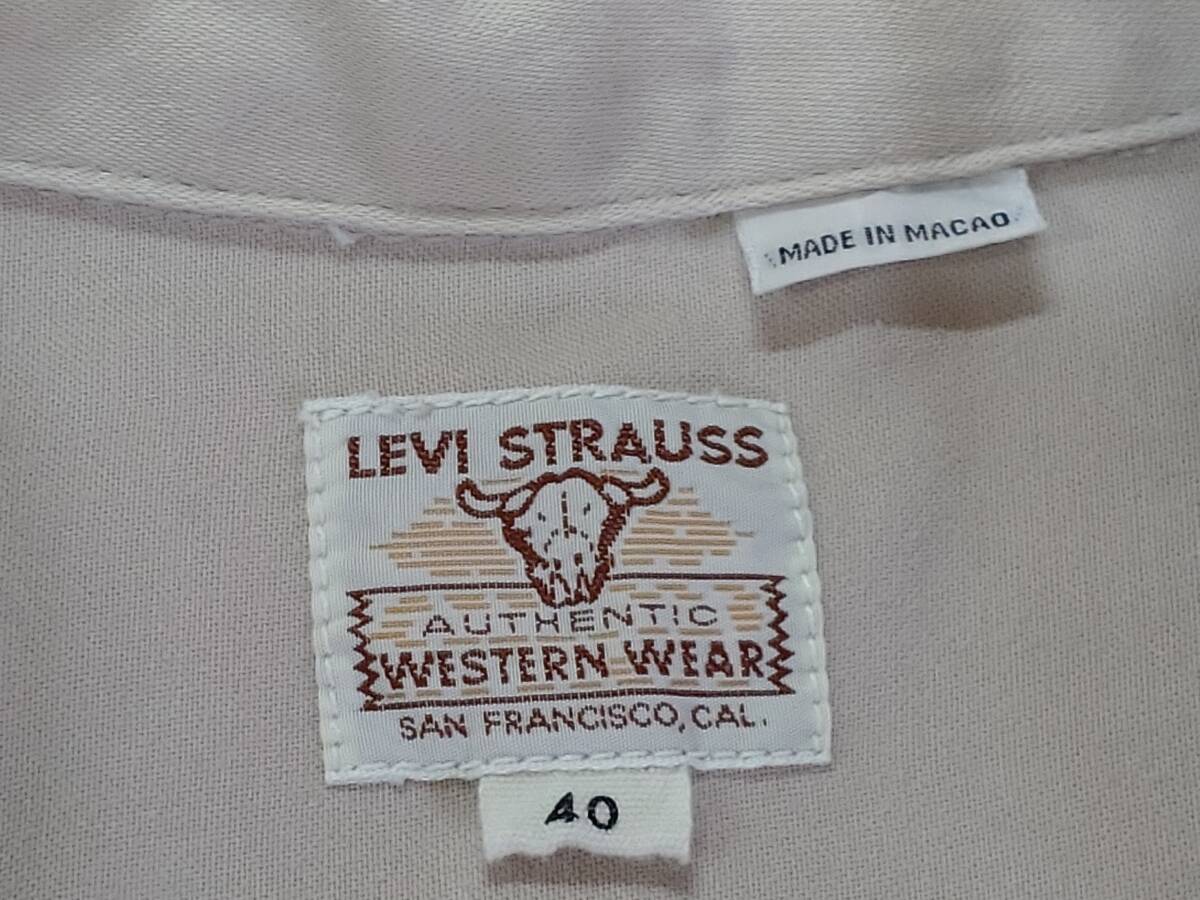 MADE IN MACAO
LEVI STRAUSS
AUTHENTIC
WESTERN WEAR
SAN FRANCISCO, CAL.
40